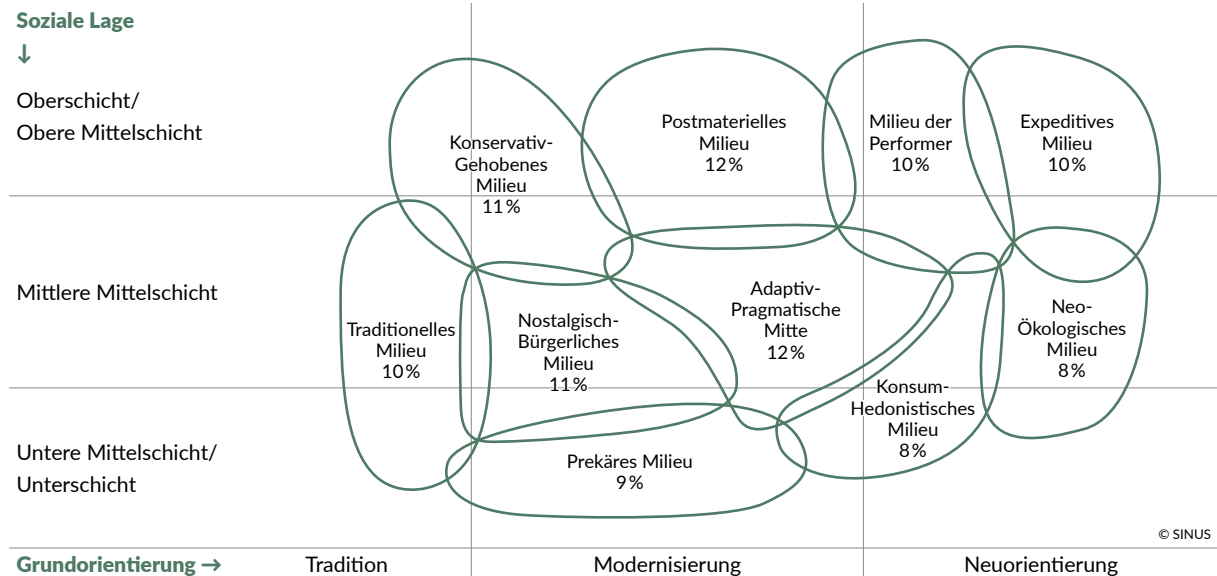 Soziale Lage
↓
Oberschicht/
Obere Mittelschicht
Konservativ-
Gehobenes
Milieu
11%
Postmaterielles
Milieu
12%
Milieu der
Performer
10%
Expeditives
Milieu
10%
Mittlere Mittelschicht
Traditionelles
Milieu
10%
Nostalgisch-
Bürgerliches
Milieu
11%
Adaptiv-
Pragmatische
Mitte
12%
Neo-
Ökologisches
Milieu
8%
Konsum-
Hedonistisches
Milieu
8%
Untere Mittelschicht/
Unterschicht
Prekäres Milieu
9%
© SINUS
Grundorientierung → Tradition Modernisierung Neuorientierung